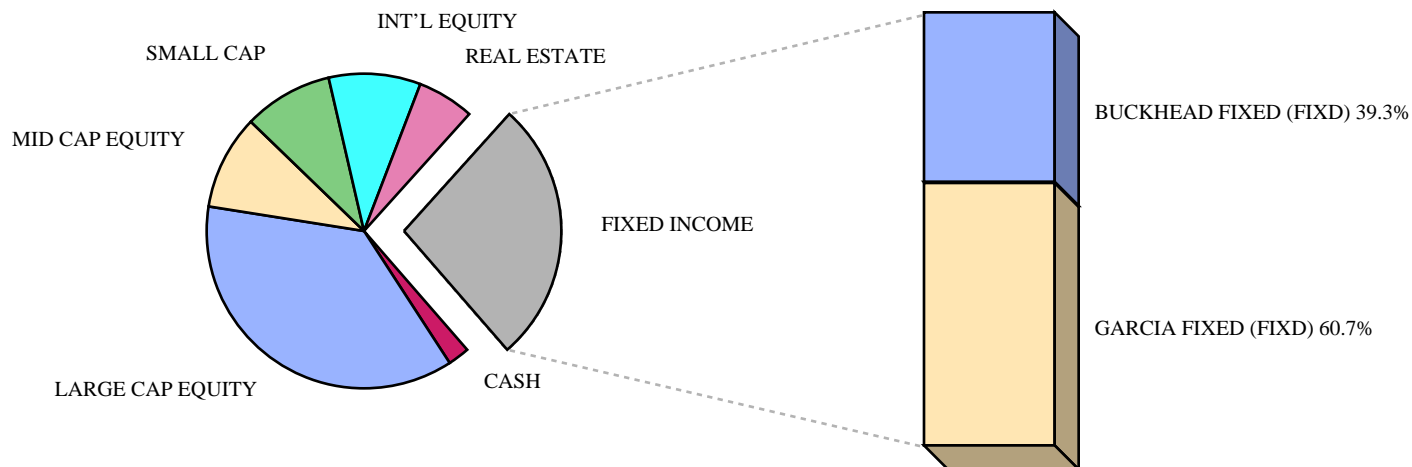 INT'L EQUITY
SMALL CAP
REAL ESTATE
MID CAP EQUITY
FIXED INCOME
LARGE CAP EQUITY
CASH
BUCKHEAD FIXED (FIXD) 39.3%
GARCIA FIXED (FIXD) 60.7%